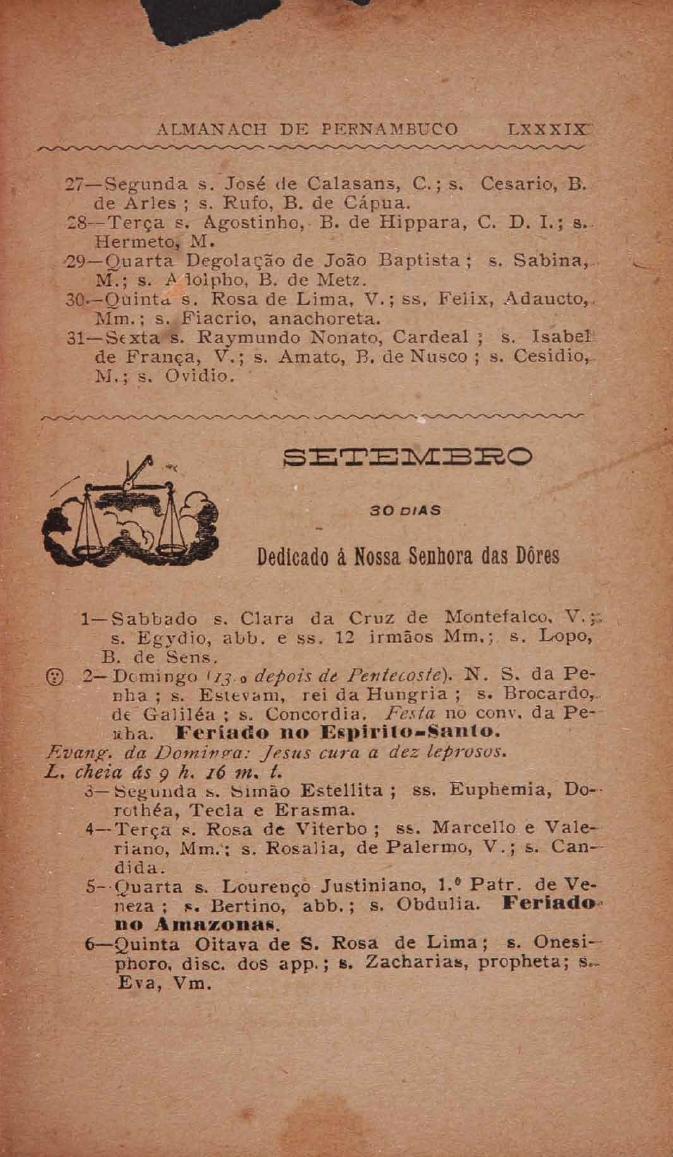 ALMANACH DE PERNAMBUCO LXXXIX
27—Segunda s. José de Calasans, C.; s. Cesario, B.
de Arles ; s. Rufo, B. de Cápua.
28—Terça s. Agostinho, B. de Hippara, C. D. I.; s.
Hermeto, M.
29—Quarta Degolação de João Baptista ; s. Sabina,
M.; s. Adolpho, B. de Metz.
30—Quinta s. Rosa de Lima, V.; ss. Felix, Adaucto,
Mm.; s. Fiacrio, anachoreta.
31—Sexta s. Raymundo Nonato, Cardeal ; s. Isabel
de França, V.; s. Amato, B. de Nusco ; s. Cesidio,
M.; s. Ovidio.
SETEMBRO
30 DIAS
Dedicado á Nossa Senhora das Dôres
1—Sabbado s. Clara da Cruz de Montefalco, V.;
s. Egydio, abb. e ss. 12 irmãos Mm.; s. Lopo,
B. de Sens.
2—Domingo (13.o depois de Pentecoste). N. S. da Pe-
nha ; s. Estevam, rei da Hungria ; s. Brocardo,
de Galiléa ; s. Concordia. Festa no conv. da Pe-
nha. Feriado no Espirito-Santo.
Evang. da Dominga: Jesus cura a dez leprosos.
L. cheia ás 9 h. 16 m. t.
3—Segunda s. Simão Estellita ; ss. Euphemia, Do-
rothéa, Tecla e Erasma.
4—Terça s. Rosa de Viterbo ; ss. Marcello e Vale-
riano, Mm.; s. Rosalia, de Palermo, V.; s. Can-
dida.
5—Quarta s. Lourenço Justiniano, 1.º Patr. de Ve-
neza ; s. Bertino, abb.; s. Obdulia. Feriado
no Amazonas.
6—Quinta Oitava de S. Rosa de Lima; s. Onesi-
phoro, disc. dos app.; s. Zacharias, propheta; s.
Eva, Vm.